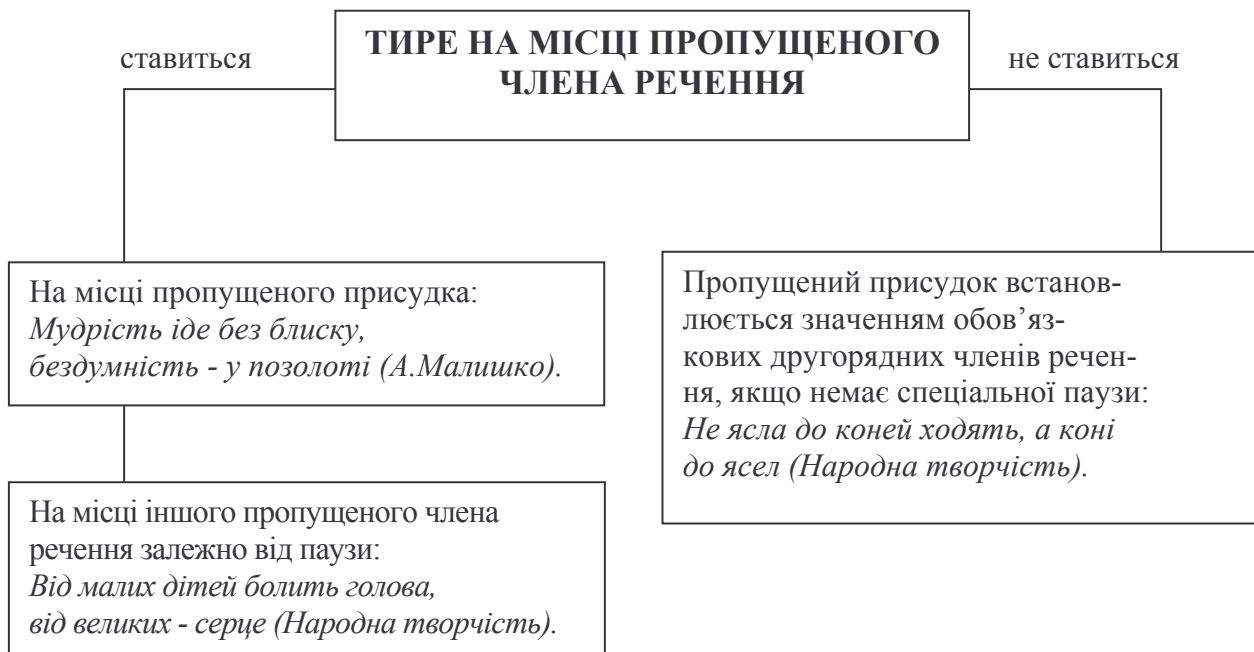 ставиться
ТИРЕ НА МІСЦІ ПРОПУЩЕНОГО
ЧЛЕНА РЕЧЕННЯ
не ставиться
На місці пропущеного присудка:
Мудрість іде без блиску,
бездумність - у позолоті (А.Малишко).
На місці іншого пропущеного члена
речення залежно від паузи:
Від малих дітей болить голова,
від великих - серце (Народна творчість).
Пропущений присудок встанов-
люється значенням обов’яз-
кових другорядних членів речен-
ня, якщо немає спеціальної паузи:
Не ясла до коней ходять, а коні
до ясел (Народна творчість).